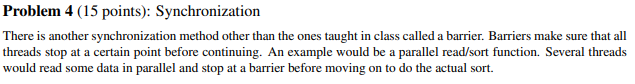 Problem 4 (15 points): Synchronization
There is another synchronization method other than the ones taught in class called a barrier. Barriers make sure that all
threads stop at a certain point before continuing. An example would be a parallel read/sort function. Several threads
would read some data in parallel and stop at a barrier before moving on to do the actual sort.